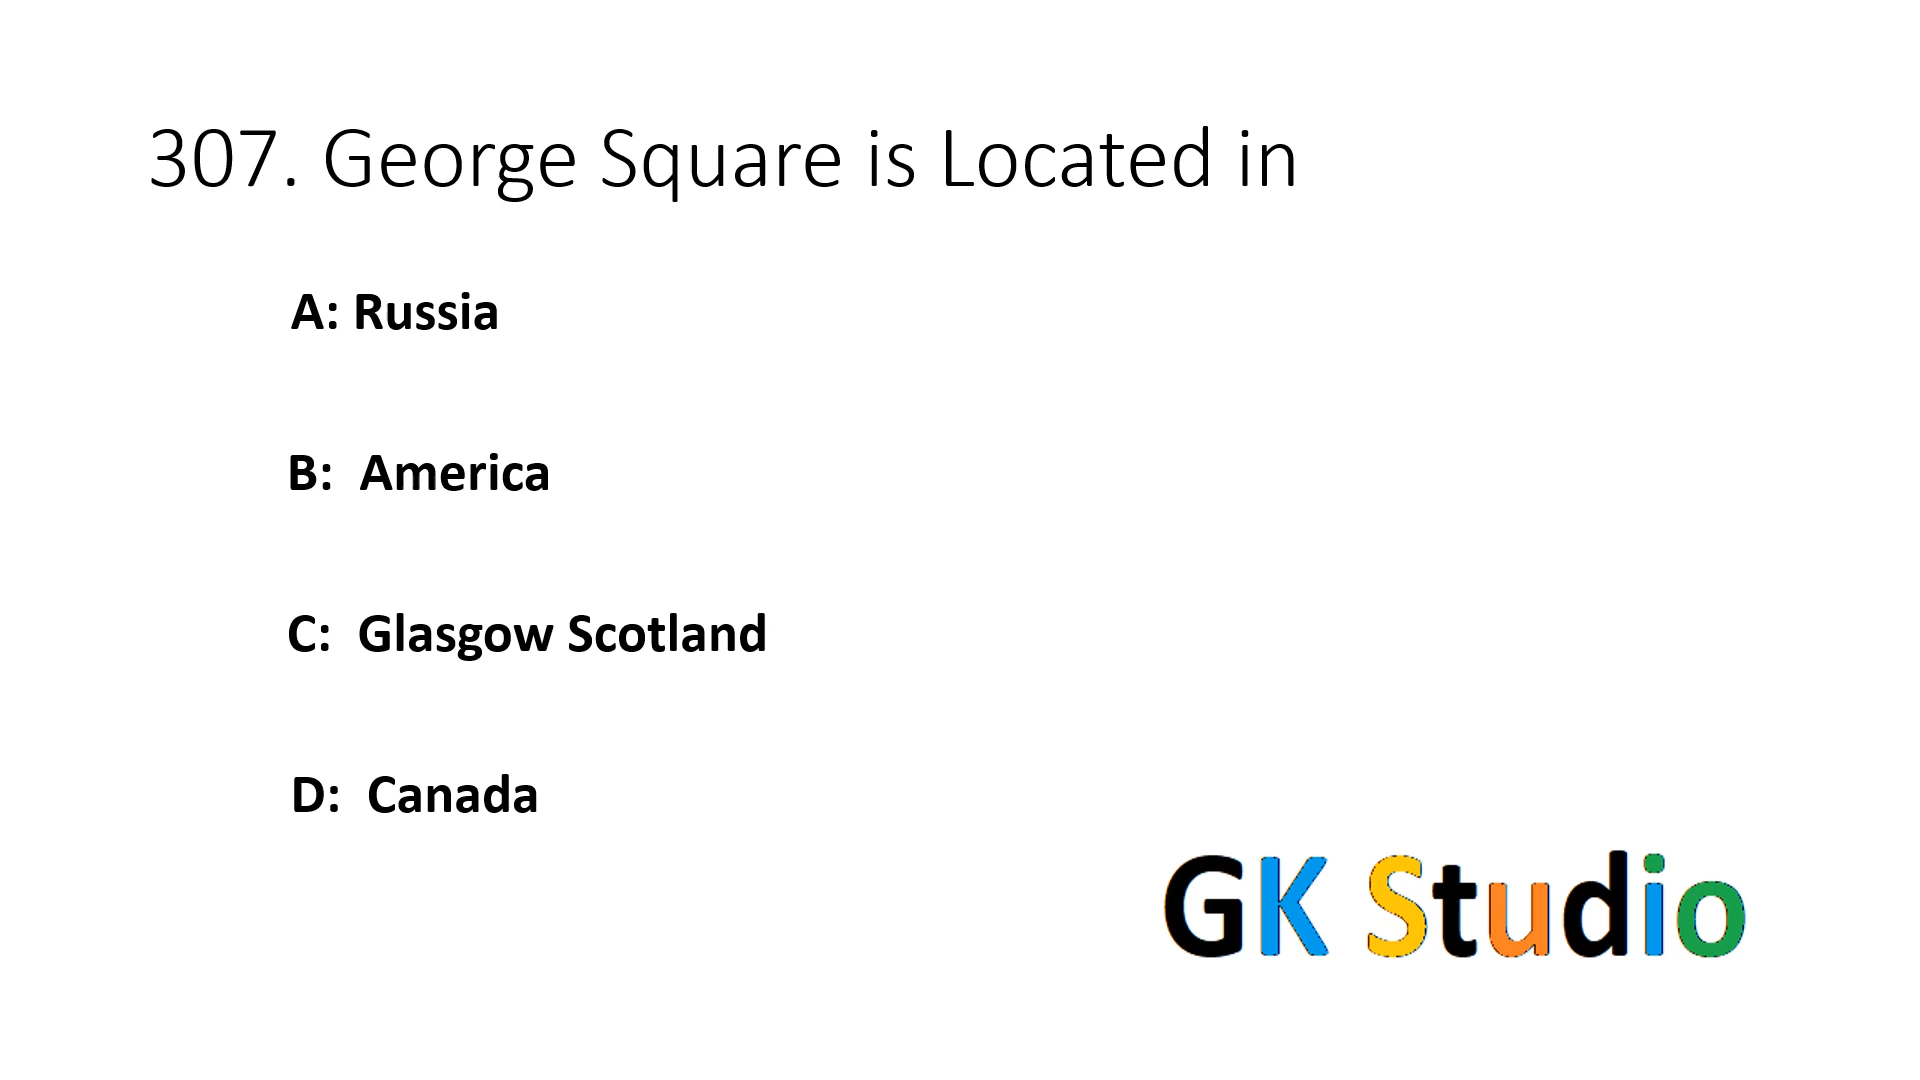 307. George Square is Located in
A: Russia
B: America
C: Glasgow Scotland
D: Canada
GK Studio